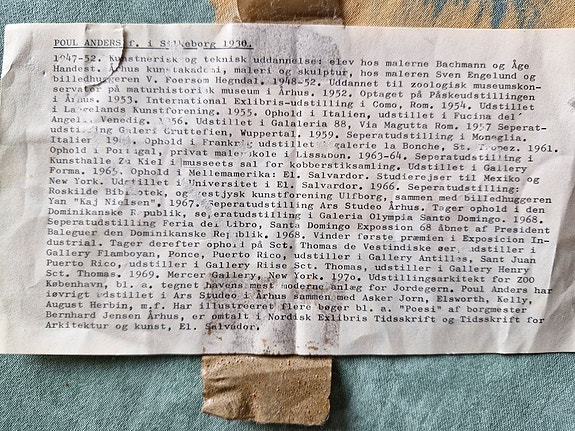 POUL ANDERS f. i Silkeborg 1930.
1947-52. Kunstnerisk og teknisk uddannelse: elev hos malerne Bachmann og Åge
Handest. Århus kunstakademi, maleri og skulptur, hos maleren Sven Engelund og
billedhuggeren V. Foersom Hegndal. 1948-52. Uddannet til zoologisk museumskon-
servator på naturhistorisk museum i Århus. 1952. Optaget på Påskeudstillingen
i Århus. 1953. International Exlibris-udstilling i Como, Rom. 1954. Udstillet
i Landelands Kunstforening. 1955. Ophold i Italien, udstillet i Fucina del
Angelo Venedig. 1956. Udstillet i Galaleria 88, Via Magutta Rom. 1957 Seperat-
udstilling Galeri Gruttefien, Wuppertal. 1959. Seperatudstilling i Moneglia.
Italien 1960. Ophold i Frankrig udstillet galerie la Bonche, St. Tropez. 1961.
Ophold i Portugal, privat malerskole i Lissabon. 1963-64. Seperatudstilling i
Kunsthalle Zu Kiel i museets sal for kobberstiksamling. Udstillet i Gallery
Forma. 1965. Ophold i Mellemamerika: El. Salvardor. Studierejser til Mexiko og
New York. Udstillet i Universitet i El. Salvardor. 1966. Seperatudstilling:
Roskilde Bibliotek, og Vestjysk kunstforening Ulfborg, sammen med billedhuggeren
Yan "Kaj Nielsen". 1967. Seperatudstilling Ars Studeo Århus. Tager ophold i den
Dominikanske Republik, seperatudstilling i Galeria Olympia Santo Domingo. 1968.
Seperatudstilling Feria del Libro, Santa Domingo Expossion 68 åbnet af President
Baleguer den Dominikanske Republik. 1968. Vinder første præmien i Exposicion In-
dustrial. Tager derefter ophold på Sct. Thomas de Vestindiske øer, udstiller i
Gallery Flamboyan, Ponce, Puerto Rico, udstiller i Gallery Antilles, Sant Juan
Puerto Rico, udstiller i Gallery Riise Sct. Thomas, udstiller i Gallery Henry
Sct. Thomas. 1969. Mercer Gallery, New York. 1970. Udstillingsarkitekt for ZOO
København, bl. a. tegnet havens mest moderne anlæg for Jordegern. Poul Anders har
iøvrigt udstillet i Ars Studeo i Århus sammen med Asker Jorn, Elsworth, Kelly,
August Herbin, m.f. Har illustreret flere bøger bl. a. "Poesi" af borgmester
Bernhard Jensen Århus, er omtalt i Nordisk Exlibris Tidsskrift og Tidsskrift for
Arkitektur og kunst, El. Salvador.